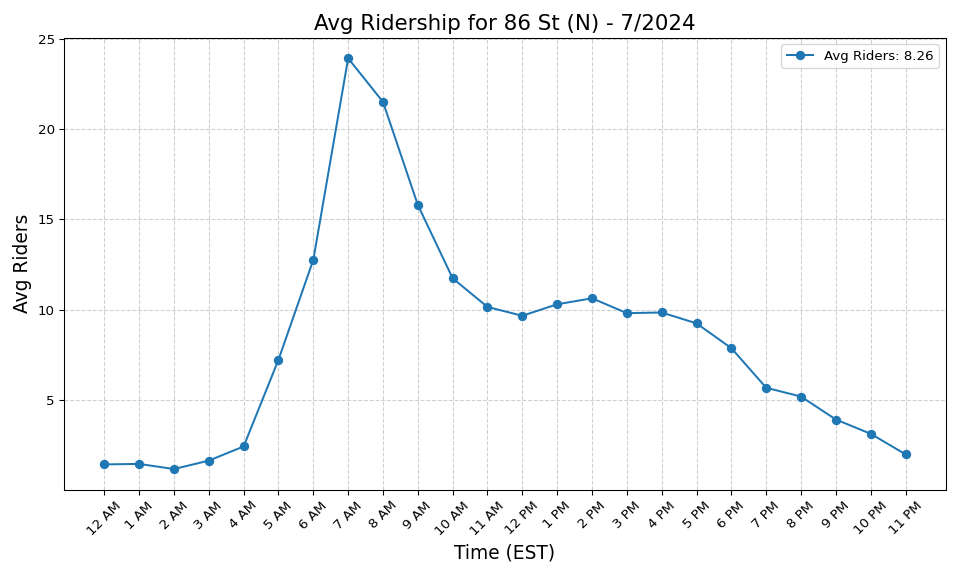 Avg Ridership for 86 St (N) - 7/2024
Avg Riders: 8.26
Avg Riders
25
20
15
10
5
12 AM
1 AM
2 AM
3 AM
4 AM
5 AM
6 AM
7 AM
8 AM
9 AM
10 AM
11 AM
12 PM
1 PM
2 PM
3 PM
4 PM
5 PM
6 PM
7 PM
8 PM
9 PM
10 PM
11 PM
Time (EST)